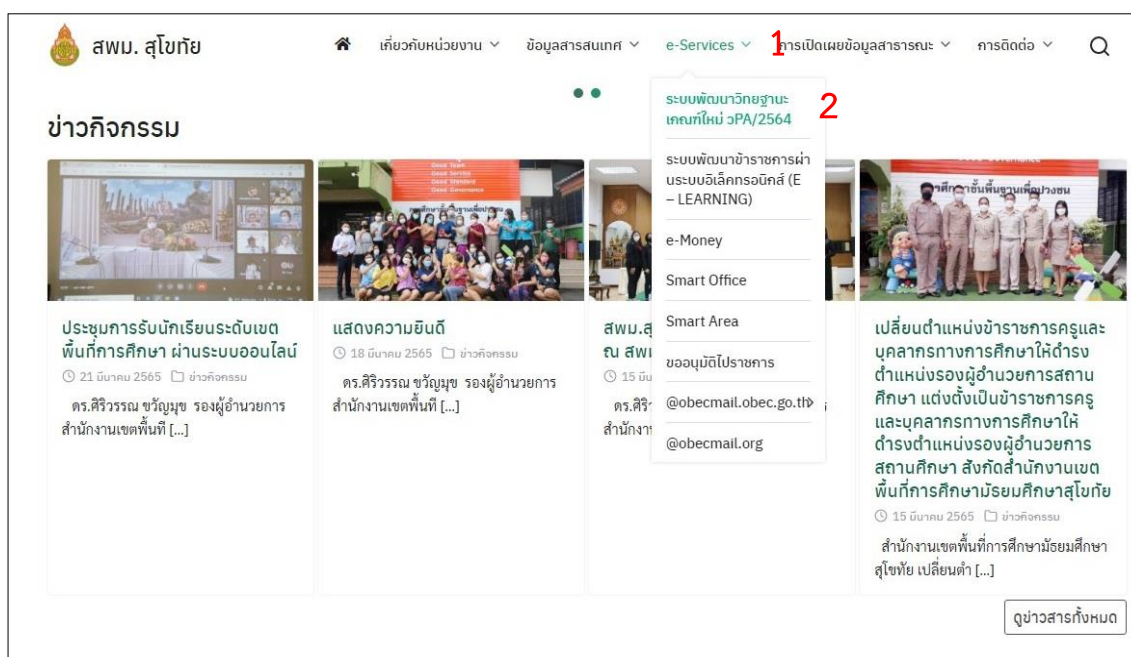 สพม. สุโขทัย
เกี่ยวกับหน่วยงาน
ข้อมูลสารสนเทศ
e-Services
1
การเปิดเผยข้อมูลสาธารณะ
การติดต่อ
ระบบพัฒนาวิทยฐานะ
เกณฑ์ใหม่ วPA/2564
2
ระบบพัฒนาข้าราชการผ่า
นระบบอิเล็คทรอนิกส์ (E
– LEARNING)
e-Money
Smart Office
Smart Area
ขออนุมัติไปราชการ
@obecmail.obec.go.th
@obecmail.org
ข่าวกิจกรรม
Good Team
Good Service
Good Standard
Good Governance
ประชุมการรับนักเรียนระดับเขต
พื้นที่การศึกษา ผ่านระบบออนไลน์
21 มีนาคม 2565 ข่าวกิจกรรม
ดร.ศิริวรรณ ขวัญมุข รองผู้อำนวยการ
สำนักงานเขตพื้นที่ [...]
แสดงความยินดี
18 มีนาคม 2565 ข่าวกิจกรรม
ดร.ศิริวรรณ ขวัญมุข รองผู้อำนวยการ
สำนักงานเขตพื้นที่ [...]
สพม.สุ
ณ สพม
15 มีน
ดร.ศิริ
สำนักงา
เปลี่ยนตำแหน่งข้าราชการครูและ
บุคลากรทางการศึกษาให้ดำรง
ตำแหน่งรองผู้อำนวยการสถาน
ศึกษา แต่งตั้งเป็นข้าราชการครู
และบุคลากรทางการศึกษาให้
ดำรงตำแหน่งรองผู้อำนวยการ
สถานศึกษา สังกัดสำนักงานเขต
พื้นที่การศึกษามัธยมศึกษาสุโขทัย
15 มีนาคม 2565 ข่าวกิจกรรม
สำนักงานเขตพื้นที่การศึกษามัธยมศึกษา
สุโขทัย เปลี่ยนตำ [...]
ดูข่าวสารทั้งหมด